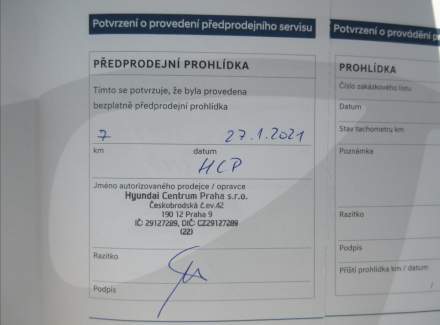 Potvrzení o provedení předprodejního servisu
PŘEDPRODEJNÍ PROHLÍDKA
Tímto se potvrzuje, že byla provedena
bezplatně předprodejní prohlídka
7 27.1.2021
km datum
HCP
Jméno autorizovaného prodejce / opravce
Hyundai Centrum Praha s.r.o.
Českobrodská č.ev.42
190 12 Praha 9
IČ: 29127289, DIČ: CZ29127289
(22)
Razítko
Podpis
Potvrzení o provádění
PROHLÍDKA
Číslo zakázkového listu
Datum
Stav tachometru km
Poznámka
Razítko
Podpis
Příští prohlídka km / datum